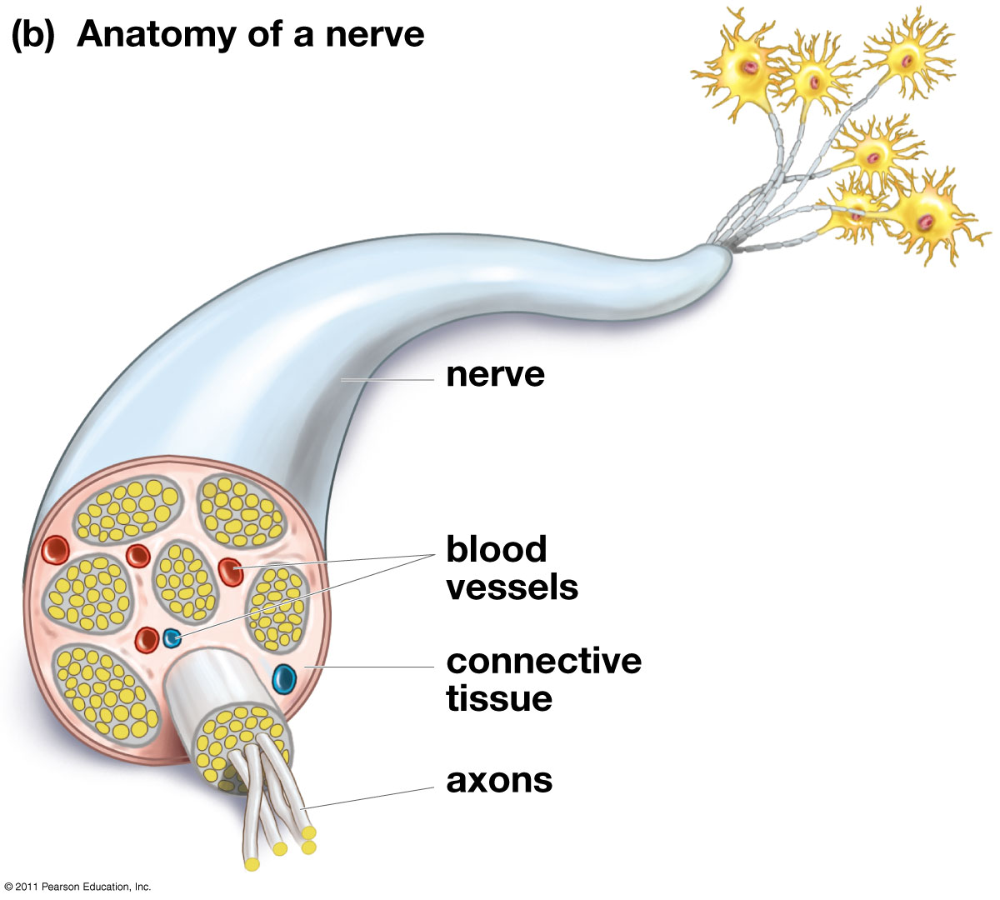 (b) Anatomy of a nerve
nerve
blood
vessels
connective
tissue
axons
© 2011 Pearson Education, Inc.